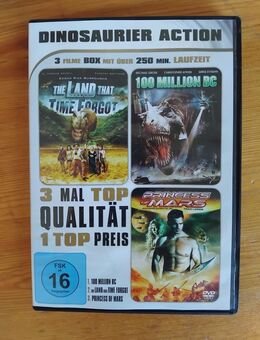 DINOSAURIER ACTION
3 FILME BOX MIT ÜBER 250 MIN. LAUFZEIT
THE LAND THAT
TIME FORGOT
100 MILLION BC
3 MAL TOP
QUALITÄT
1 TOP PREIS
PRINCESS
OF MARS
FSK
16
1. 100 MILLION BC
2. THE LAND THAT TIME FORGOT
3. PRINCESS OF MARS
DVD